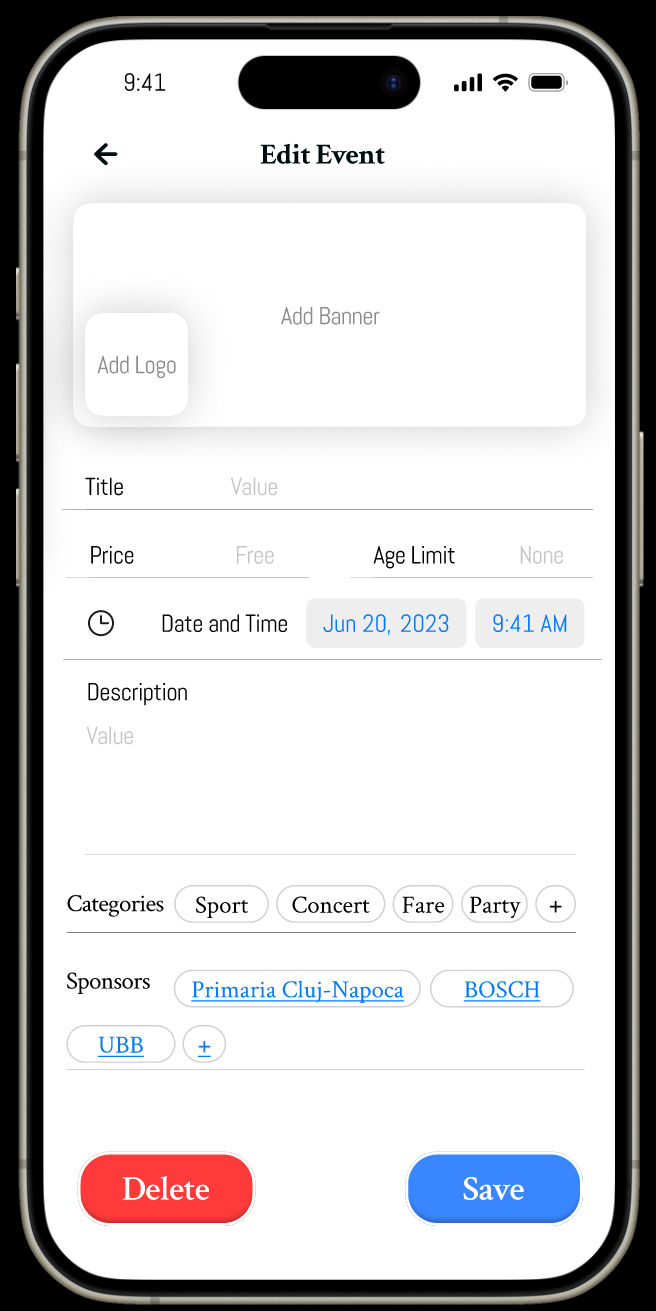 9:41
Edit Event
Add Banner
Add Logo
Title Value
Price Free Age Limit None
Date and Time Jun 20, 2023 9:41 AM
Description
Value
Categories Sport Concert Fare Party +
Sponsors Primaria Cluj-Napoca BOSCH
UBB +
Delete Save